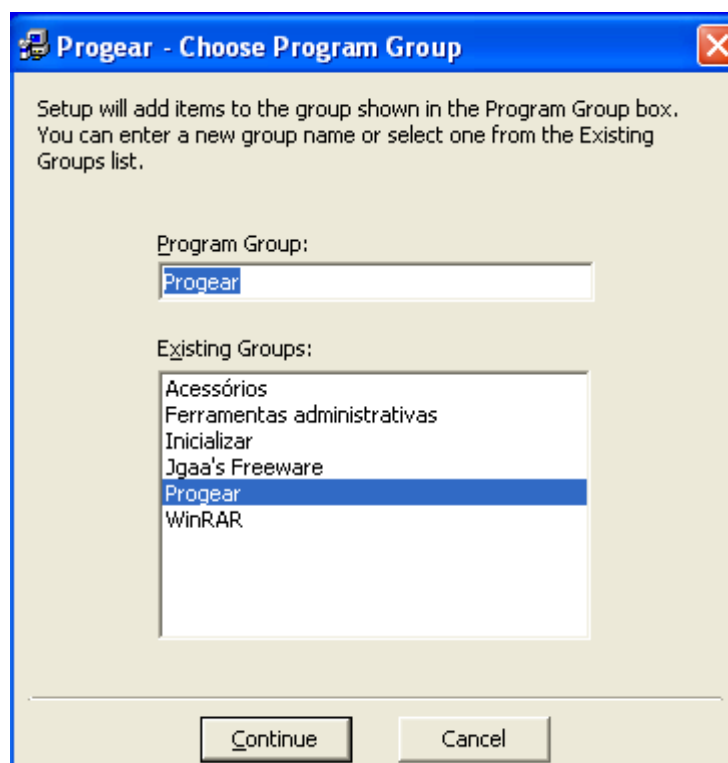 Progear - Choose Program Group
Setup will add items to the group shown in the Program Group box.
You can enter a new group name or select one from the Existing
Groups list.
Program Group:
Progear
Existing Groups:
Acessórios
Ferramentas administrativas
Inicializar
Jgaa's Freeware
Progear
WinRAR
Continue Cancel